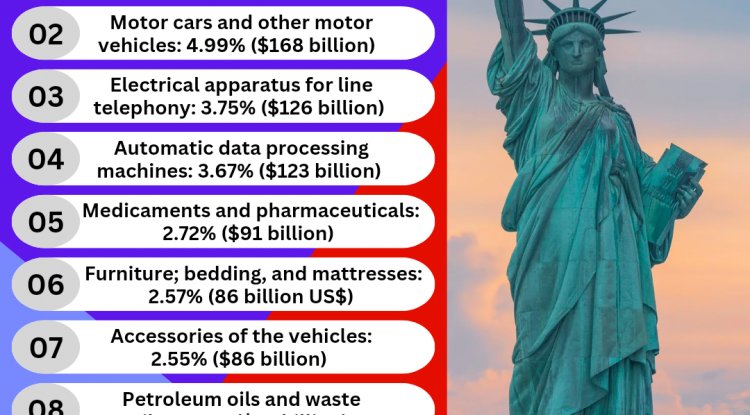 02
Motor cars and other motor
vehicles: 4.99% ($168 billion)
03
Electrical apparatus for line
telephony: 3.75% ($126 billion)
04
Automatic data processing
machines: 3.67% ($123 billion)
05
Medicaments and pharmaceuticals:
2.72% ($91 billion)
06
Furniture; bedding, and mattresses:
2.57% (86 billion US$)
07
Accessories of the vehicles:
2.55% ($86 billion)
08
Petroleum oils and waste